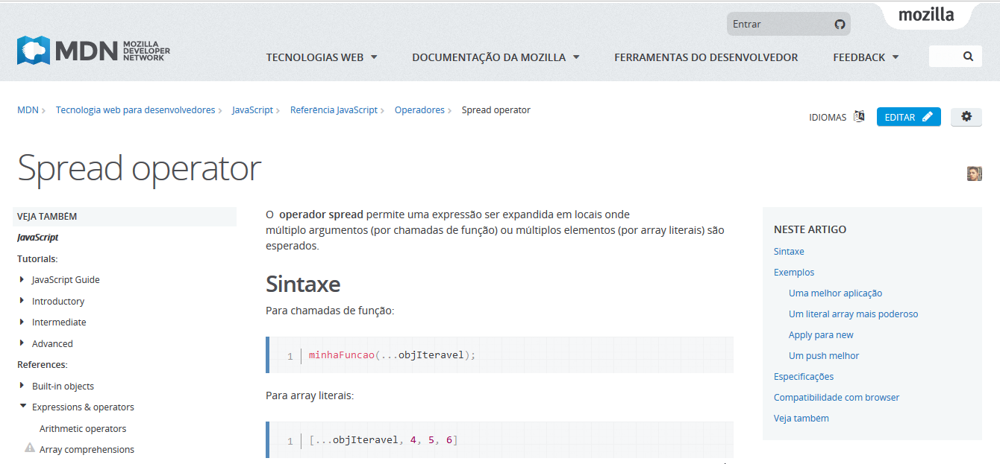 mozilla
Entrar
MDN MOZILLA DEVELOPER NETWORK
TECNOLOGIAS WEB DOCUMENTAÇÃO DA MOZILLA FERRAMENTAS DO DESENVOLVEDOR FEEDBACK
MDN Tecnologia web para desenvolvedores JavaScript Referência JavaScript Operadores Spread operator
IDIOMAS EDITAR
Spread operator
VEJA TAMBÉM
JavaScript
Tutorials:
JavaScript Guide
Introductory
Intermediate
Advanced
References:
Built-in objects
Expressions & operators
Arithmetic operators
Array comprehensions
O operador spread permite uma expressão ser expandida em locais onde
múltiplo argumentos (por chamadas de função) ou múltiplos elementos (por array literais) são
esperados.
Sintaxe
Para chamadas de função:
1 minhaFuncao(...objIteravel);
Para array literais:
1 [...objIteravel, 4, 5, 6]
NESTE ARTIGO
Sintaxe
Exemplos
Uma melhor aplicação
Um literal array mais poderoso
Apply para new
Um push melhor
Especificações
Compatibilidade com browser
Veja também